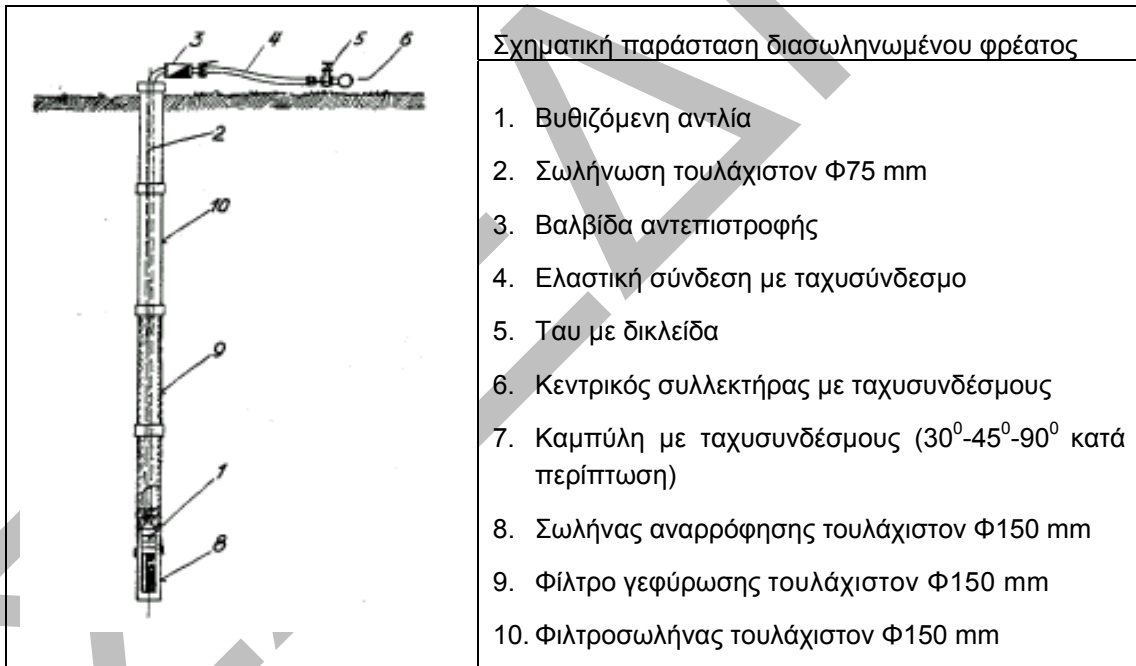 3
4
5
6
2
10
9
1
8
Σχηματική παράσταση διασωληνωμένου φρέατος
1. Βυθιζόμενη αντλία
2. Σωλήνωση τουλάχιστον Φ75 mm
3. Βαλβίδα αντεπιστροφής
4. Ελαστική σύνδεση με ταχυσύνδεσμο
5. Ταυ με δικλείδα
6. Κεντρικός συλλεκτήρας με ταχυσυνδέσμους
7. Καμπύλη με ταχυσυνδέσμους (30⁰-45⁰-90⁰ κατά
περίπτωση)
8. Σωλήνας αναρρόφησης τουλάχιστον Φ150 mm
9. Φίλτρο γεφύρωσης τουλάχιστον Φ150 mm
10. Φιλτροσωλήνας τουλάχιστον Φ150 mm